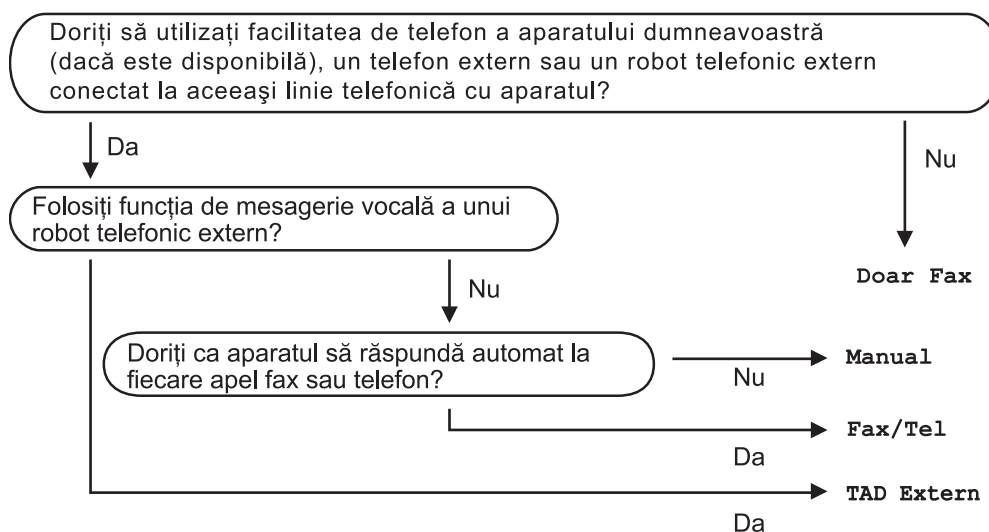 Doriți să utilizați facilitatea de telefon a aparatului dumneavoastră
(dacă este disponibilă), un telefon extern sau un robot telefonic extern
conectat la aceeaşi linie telefonică cu aparatul?
Da
Nu
Folosiți funcția de mesagerie vocală a unui
robot telefonic extern?
Doar Fax
Nu
Doriți ca aparatul să răspundă automat la
fiecare apel fax sau telefon?
Manual
Nu
Fax/Tel
Da
TAD Extern
Da